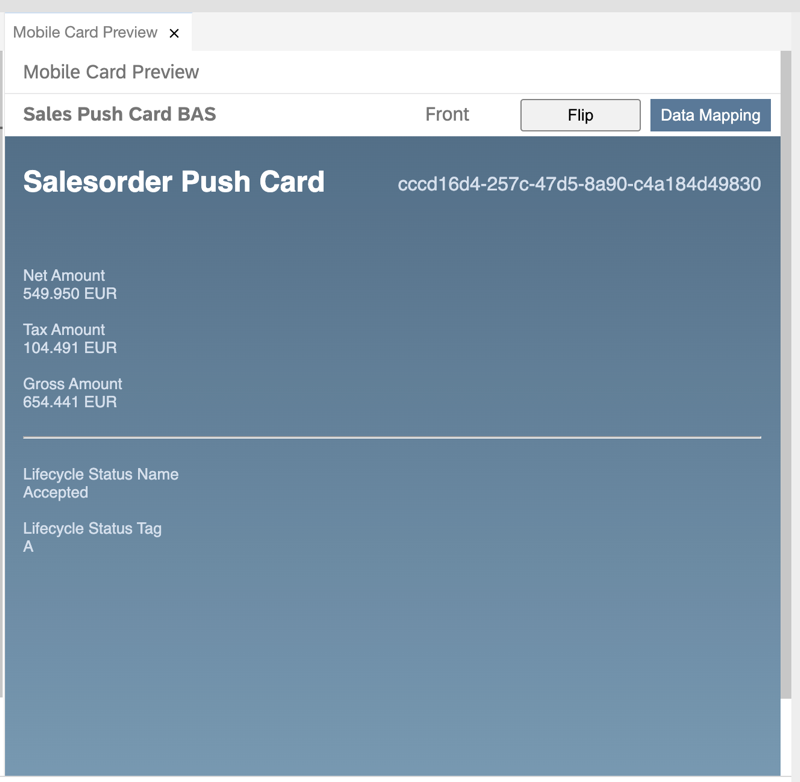 Mobile Card Preview ×
Mobile Card Preview
Sales Push Card BAS Front Flip Data Mapping
Salesorder Push Card cccd16d4-257c-47d5-8a90-c4a184d49830
Net Amount
549.950 EUR
Tax Amount
104.491 EUR
Gross Amount
654.441 EUR
Lifecycle Status Name
Accepted
Lifecycle Status Tag
A